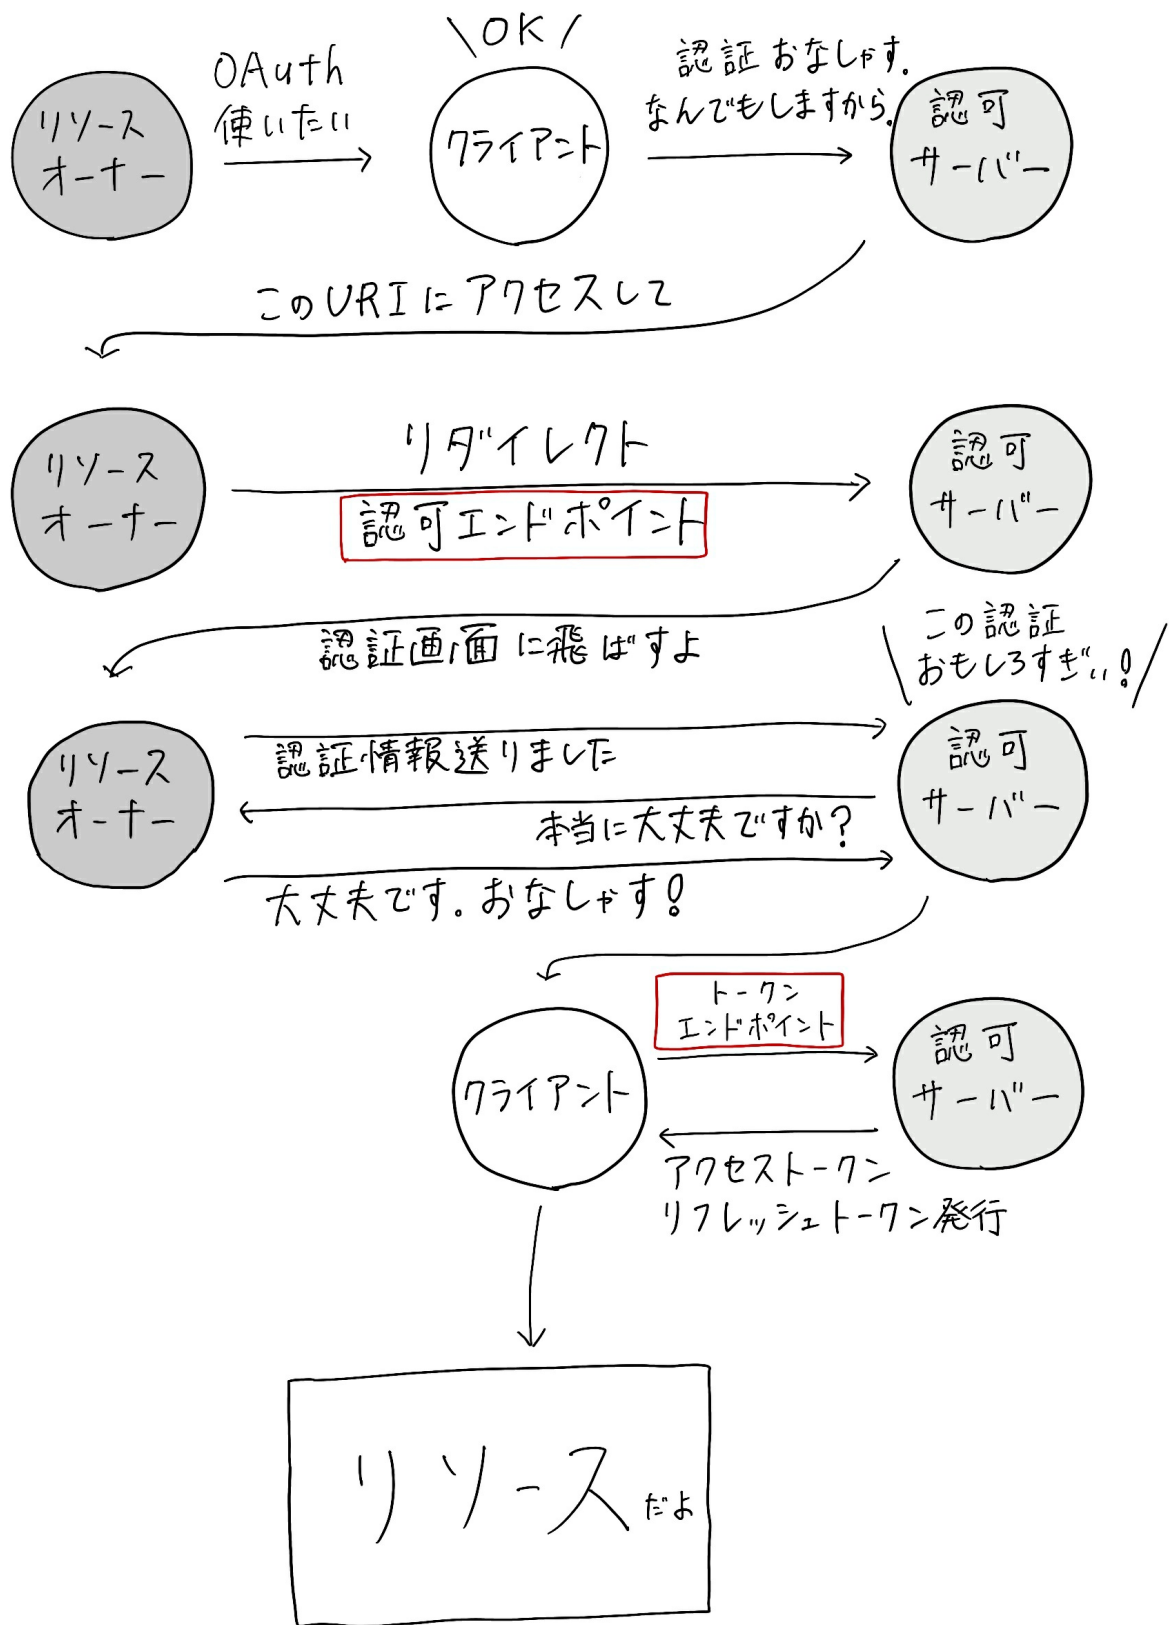 \OK/
OAuth
使いたい
認証おなしゃす。
なんでもしますから。
リソース
オーナー
クライアント
認可
サーバー
このURIにアクセスして
リソース
オーナー
リダイレクト
認可エンドポイント
認可
サーバー
認証画面に飛ばすよ
この認証
おもしろすぎぃ!
リソース
オーナー
認証情報送りました
本当に大丈夫ですか?
大丈夫です。おなしゃす!
認可
サーバー
クライアント
トークン
エンドポイント
認可
サーバー
アクセストークン
リフレッシュトークン発行
リソースだよ